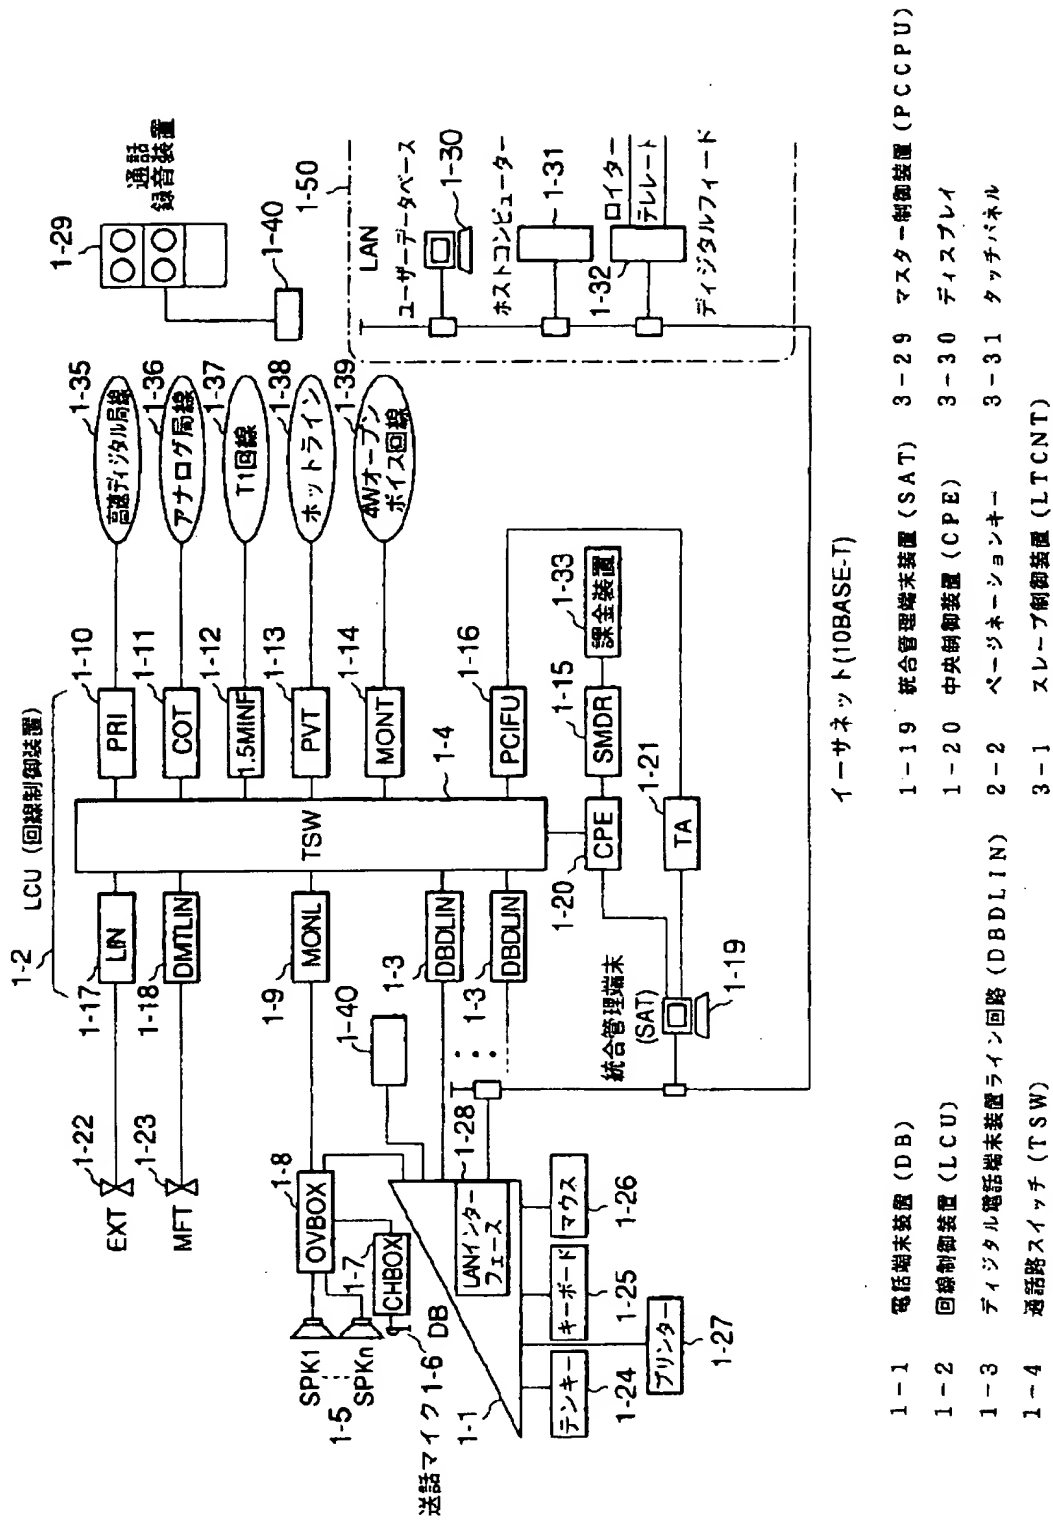 1-2
LCU (回線制御装置)
1-22
EXT
1-17
LIN
1-10
PRI
1-35
高速ディジタル局線
1-23
MFT
1-18
DMTLIN
1-11
COT
1-36
アナログ局線
1-12
1.5MINF
1-37
T1回線
1-8
OVBOX
1-9
MONL
TSW
1-13
PVT
1-38
ホットライン
1-14
MONT
1-39
4Wオープン
ボイス回線
1-4
1-29
通話
録音装置
1-40
SPK1
SPKn
1-5
1-7
CHBOX
送話マイク 1-6
DB
1-1
1-40
1-3
DBDLIN
1-3
DBDLIN
1-28
LANインター
フェース
1-16
PCIFU
1-20
CPE
1-15
SMDR
1-33
課金装置
1-21
TA
統合管理端末
(SAT)
1-19
テンキー
1-24
キーボード
1-25
マウス
1-26
プリンター
1-27
1-50
LAN
ユーザーデータベース
1-30
ホストコンピューター
1-31
1-32
ロイター
テレレート
ディジタルフィード
イーサネット(10BASE-T)
1-1 電話端末装置 (DB)
1-2 回線制御装置 (LCU)
1-3 ディジタル電話端末装置ライン回路 (DBDLIN)
1-4 通話路スイッチ (TSW)
1-19 統合管理端末装置 (SAT)
1-20 中央制御装置 (CPE)
2-2 ページネーションキー
3-1 スレーブ制御装置 (LTCNT)
3-29 マスター制御装置 (PCCPU)
3-30 ディスプレイ
3-31 タッチパネル